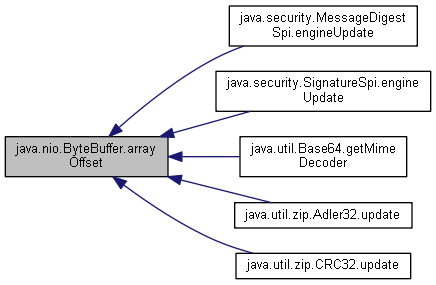 java.security.MessageDigest
Spi.engineUpdate
java.security.SignatureSpi.engine
Update
java.nio.ByteBuffer.array
Offset
java.util.Base64.getMime
Decoder
java.util.zip.Adler32.update
java.util.zip.CRC32.update